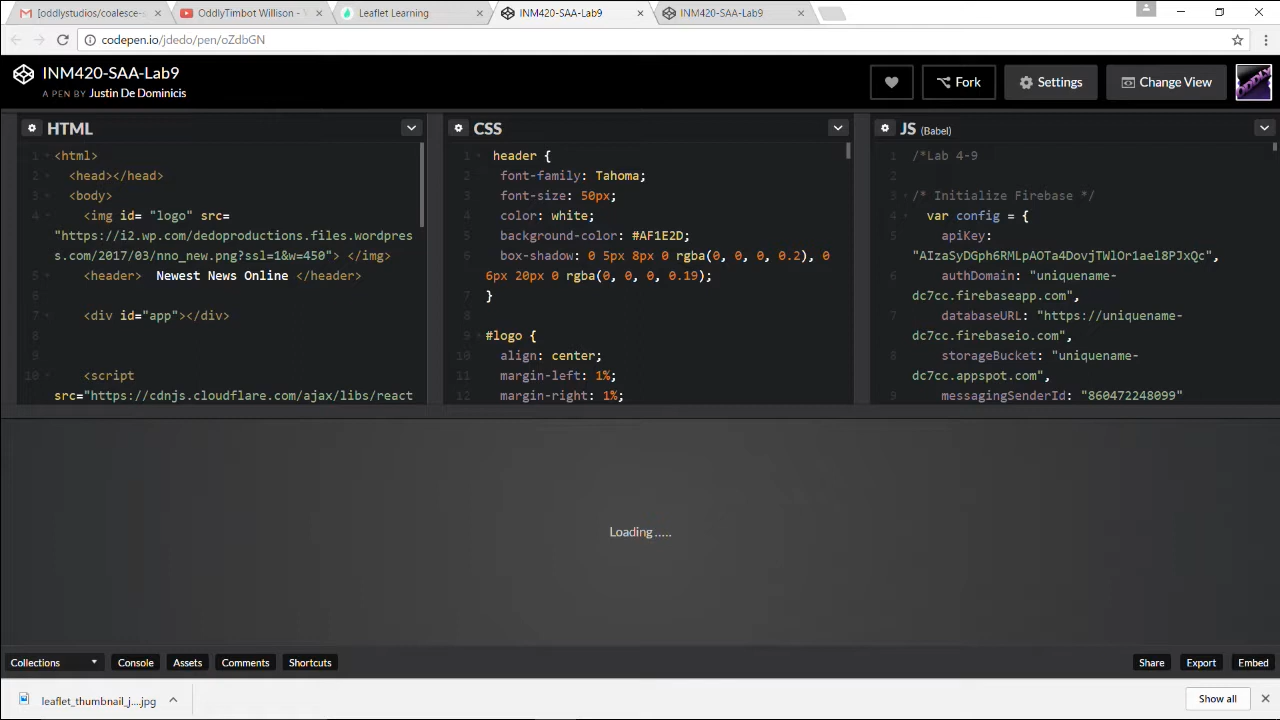 [oddlystudios/coalesce-s
OddlyTimbot Willison -
Leaflet Learning
INM420-SAA-Lab9
INM420-SAA-Lab9
codepen.io/jdedo/pen/oZdbGN
INM420-SAA-Lab9
A PEN BY Justin De Dominicis
Fork
Settings
Change View
ODDLY
HTML
1 <html>
2 <head></head>
3 <body>
4 <img id= "logo" src=
"https://i2.wp.com/dedoproductions.files.wordpres
s.com/2017/03/nno_new.png?ssl=1&w=450"> </img>
5 <header> Newest News Online </header>
6
7 <div id="app"></div>
8
9
10 <script
src="https://cdnjs.cloudflare.com/ajax/libs/react
CSS
1 header {
2 font-family: Tahoma;
3 font-size: 50px;
4 color: white;
5 background-color: #AF1E2D;
6 box-shadow: 0 5px 8px 0 rgba(0, 0, 0, 0.2), 0
6px 20px 0 rgba(0, 0, 0, 0.19);
7 }
8
9 #logo {
10 align: center;
11 margin-left: 1%;
12 margin-right: 1%;
JS (Babel)
1 /*Lab 4-9
2
3 /* Initialize Firebase */
4 var config = {
5 apiKey:
"AIzaSyDGph6RMLpAOTa4DovjTWlOr1ael8PJxQc",
6 authDomain: "uniquename-
dc7cc.firebaseapp.com",
7 databaseURL: "https://uniquename-
dc7cc.firebaseio.com",
8 storageBucket: "uniquename-
dc7cc.appspot.com",
9 messagingSenderId: "860472248099"
Loading .....
Collections
Console
Assets
Comments
Shortcuts
Share
Export
Embed
leaflet_thumbnail_j....jpg
Show all